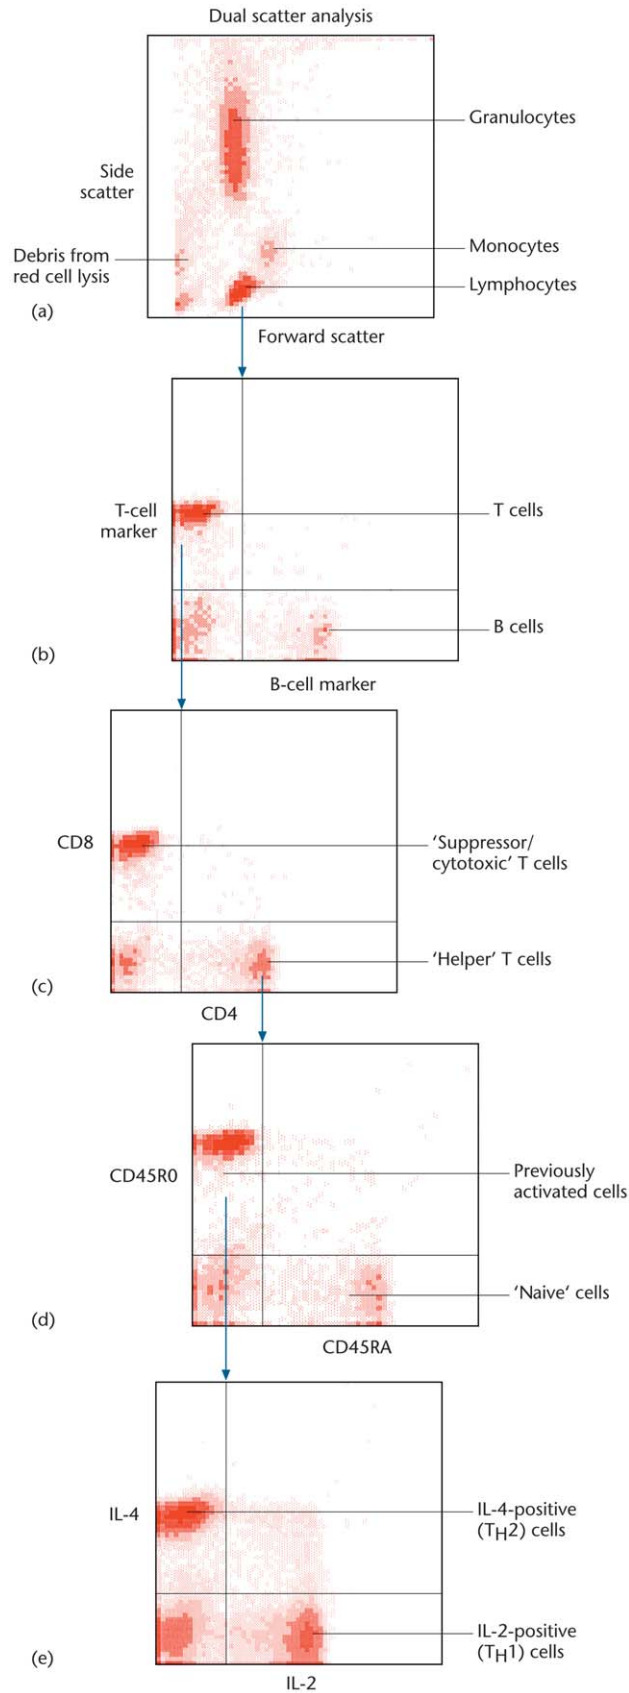 Dual scatter analysis
Granulocytes
Side
scatter
Monocytes
Debris from
red cell lysis
Lymphocytes
(a)
Forward scatter
T-cell
marker
T cells
B cells
(b)
B-cell marker
CD8
'Suppressor/
cytotoxic' T cells
'Helper' T cells
(c)
CD4
CD45R0
Previously
activated cells
'Naive' cells
(d)
CD45RA
IL-4
IL-4-positive
(TH2) cells
IL-2-positive
(TH1) cells
(e)
IL-2